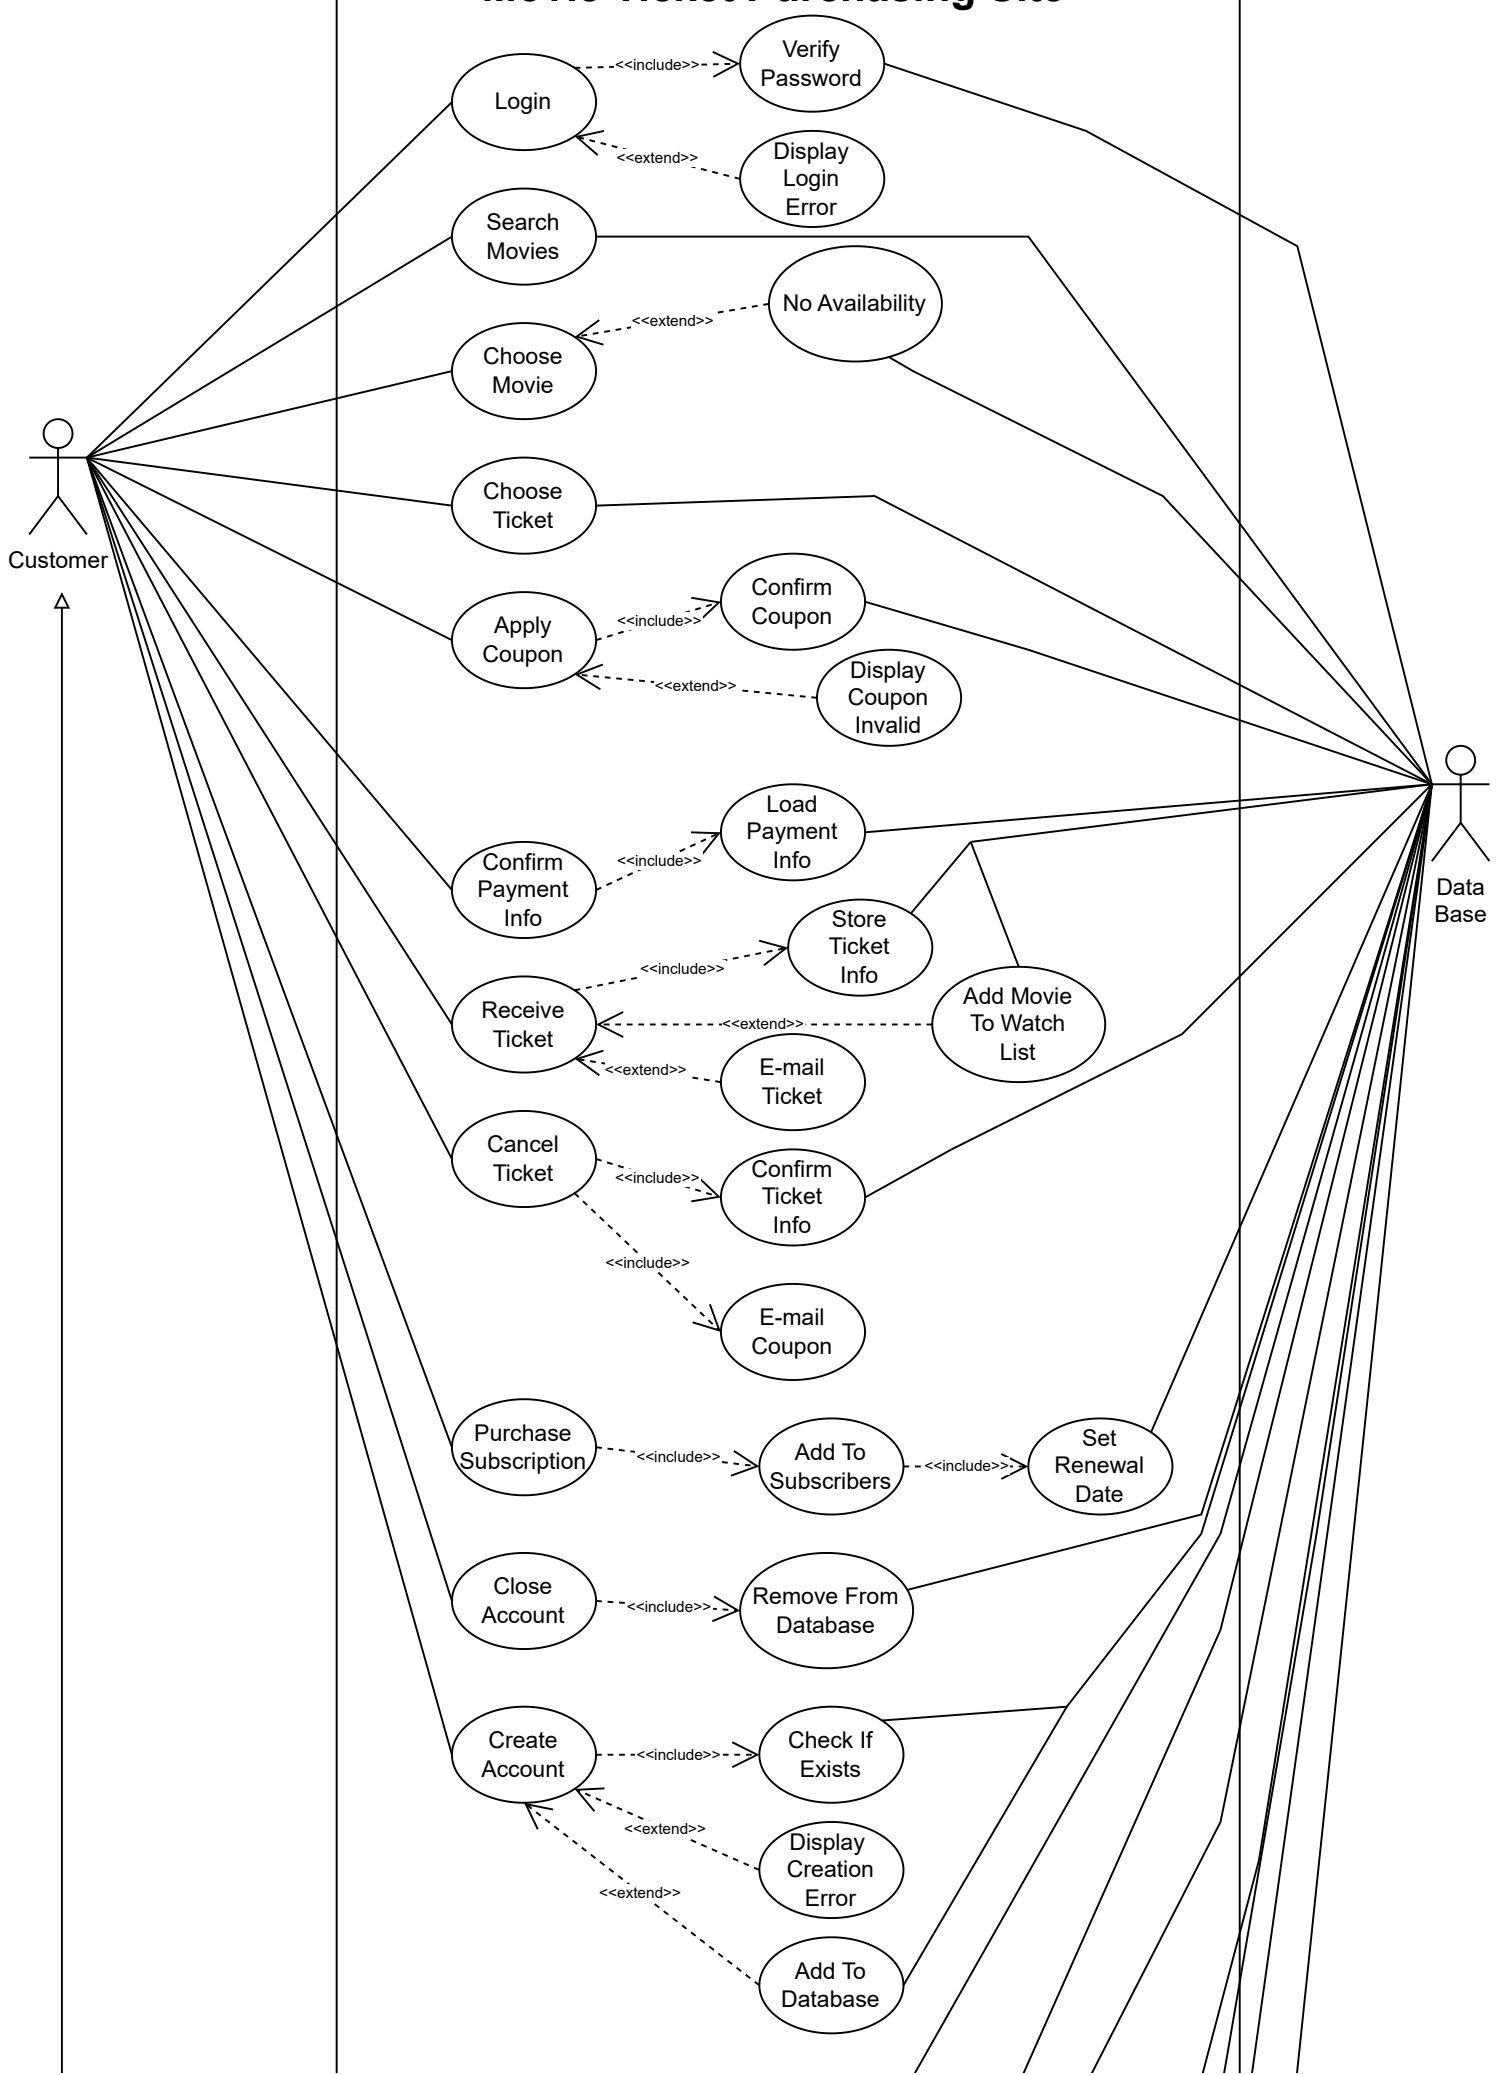 Movie Ticket Purchasing Site
Verify
Password
<<include>>
Login
<<extend>>
Display
Login
Error
Search
Movies
No Availability
<<extend>>
Choose
Movie
Choose
Ticket
Customer
Confirm
Coupon
<<include>>
Apply
Coupon
<<extend>>
Display
Coupon
Invalid
Load
Payment
Info
<<include>>
Confirm
Payment
Info
Data
Base
Store
Ticket
Info
<<include>>
Receive
Ticket
<<extend>>
Add Movie
To Watch
List
<<extend>>
E-mail
Ticket
Cancel
Ticket
<<include>>
Confirm
Ticket
Info
<<include>>
E-mail
Coupon
Purchase
Subscription
<<include>>
Add To
Subscribers
<<include>>
Set
Renewal
Date
Close
Account
<<include>>
Remove From
Database
Create
Account
<<include>>
Check If
Exists
<<extend>>
Display
Creation
Error
<<extend>>
Add To
Database